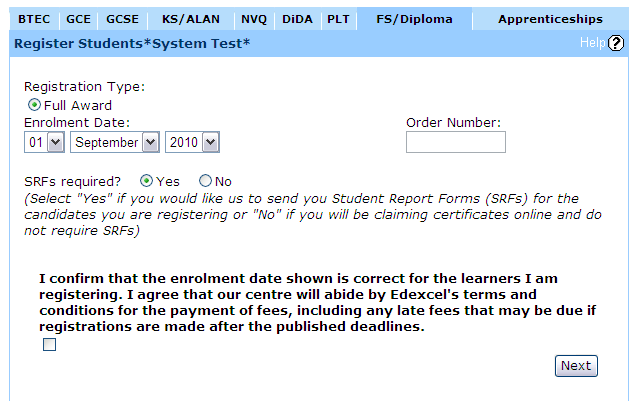 BTEC GCE GCSE KS/ALAN NVQ DiDA PLT FS/Diploma Apprenticeships
Register Students*System Test* Help ?
Registration Type:
Full Award
Enrolment Date: Order Number:
01 September 2010
SRFs required? Yes No
(Select "Yes" if you would like us to send you Student Report Forms (SRFs) for the
candidates you are registering or "No" if you will be claiming certificates online and do
not require SRFs)
I confirm that the enrolment date shown is correct for the learners I am
registering. I agree that our centre will abide by Edexcel's terms and
conditions for the payment of fees, including any late fees that may be due if
registrations are made after the published deadlines.
Next